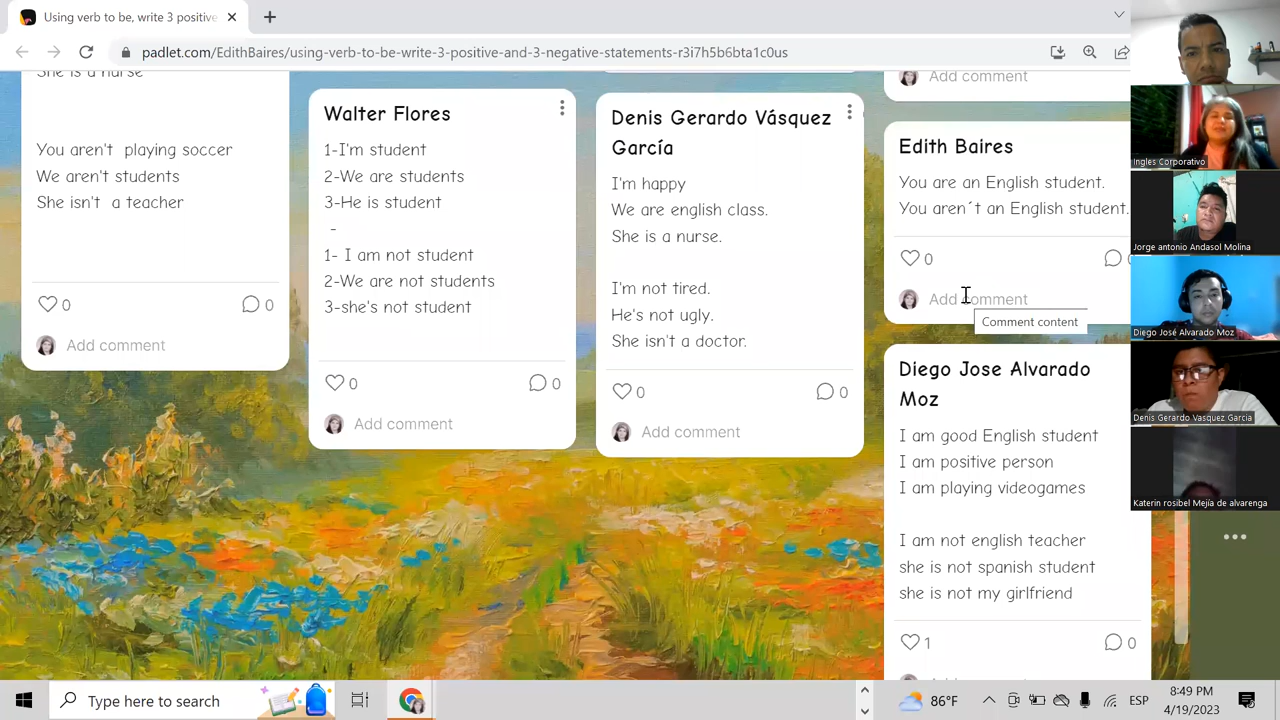 Using verb to be, write 3 positive
padlet.com/EdithBaires/using-verb-to-be-write-3-positive-and-3-negative-statements-r3i7h5b6bta1c0us
She is a nurse
You aren't playing soccer
We aren't students
She isn't a teacher
0
0
Add comment
Walter Flores
1-I'm student
2-We are students
3-He is student
-
1- I am not student
2-We are not students
3-she's not student
0
0
Add comment
Denis Gerardo Vásquez
García
I'm happy
We are english class.
She is a nurse.
I'm not tired.
He's not ugly.
She isn't a doctor.
0
0
Add comment
Add comment
Edith Baires
You are an English student.
You aren´t an English student.
0
Add comment
Comment content
Diego Jose Alvarado
Moz
I am good English student
I am positive person
I am playing videogames
I am not english teacher
she is not spanish student
she is not my girlfriend
1
0
Ingles Corporativo
Jorge antonio Andasol Molina
Diego José Alvarado Moz
Denis Gerardo Vasquez Garcia
Katerin rosibel Mejía de alvarenga
Type here to search
86°F
ESP
8:49 PM
4/19/2023